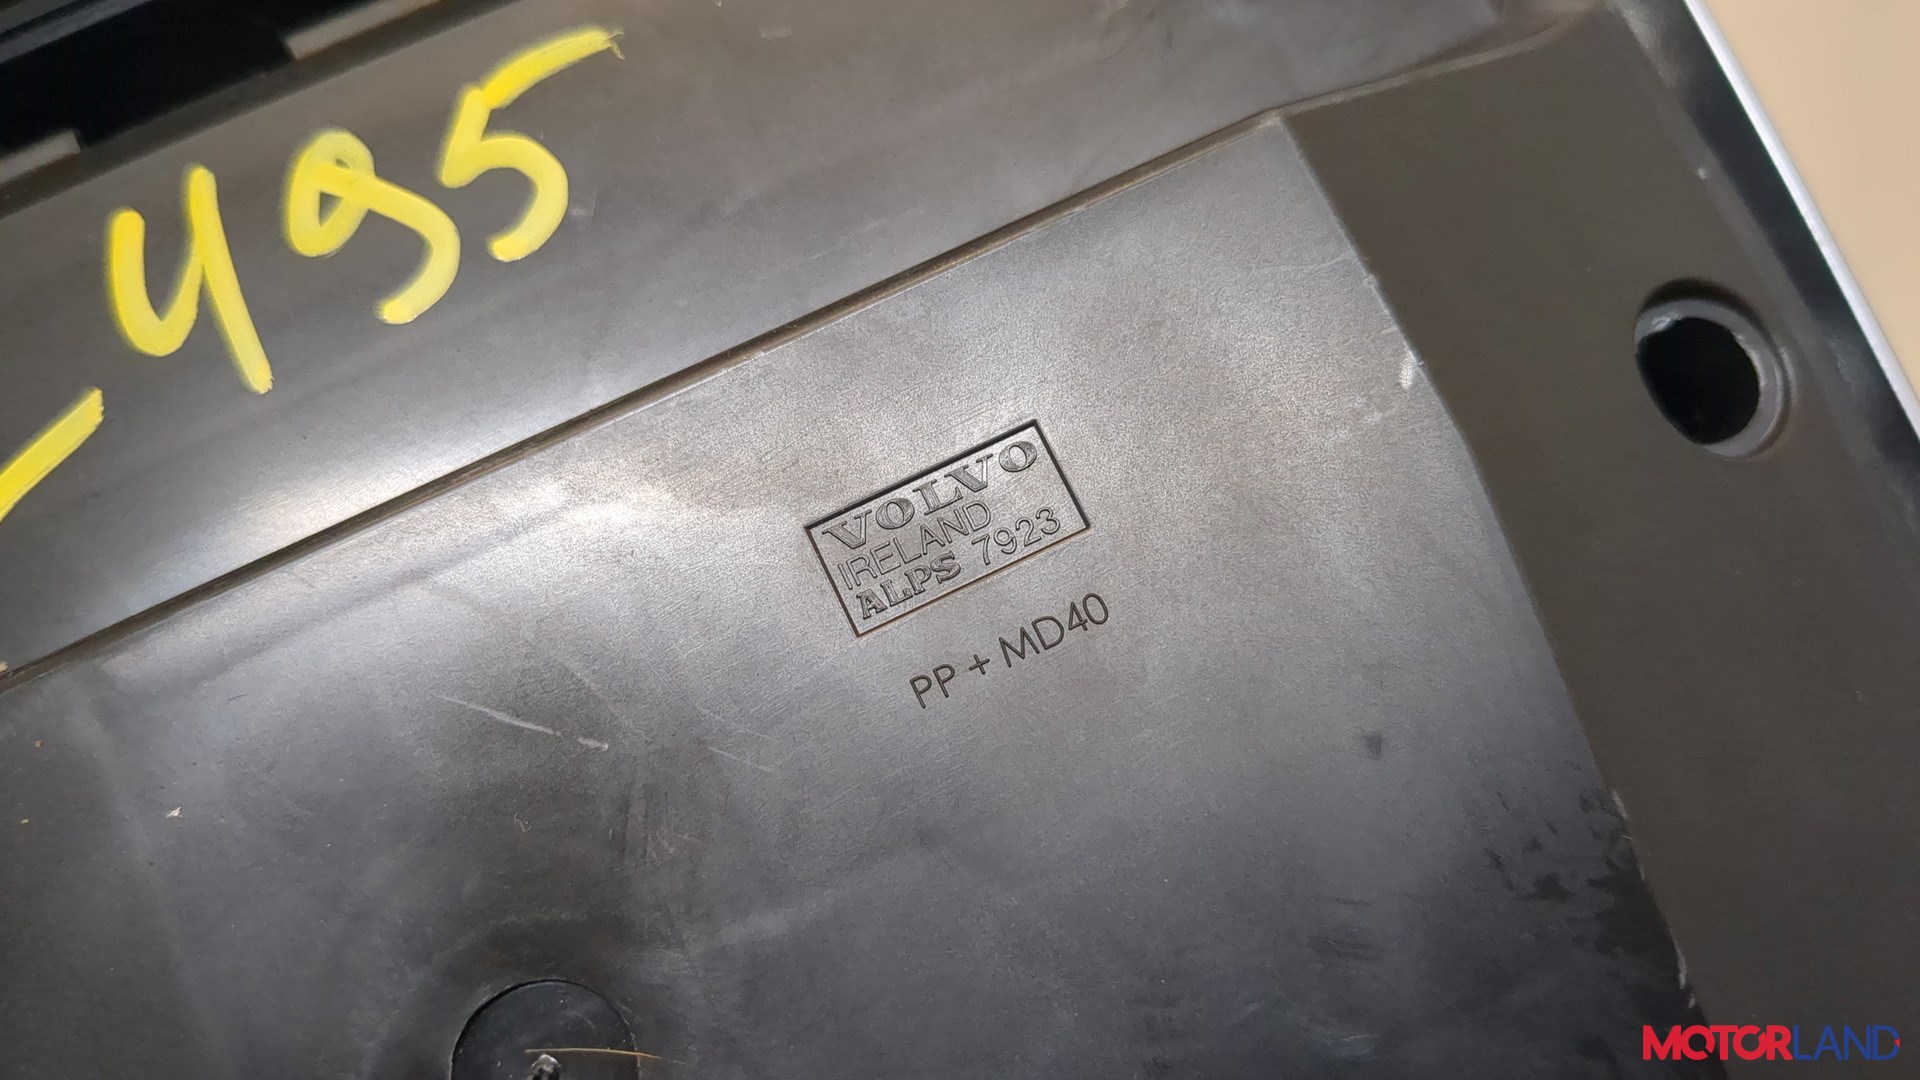 495
VOLVO
IRELAND
ALPS 7923
PP + MD40
MOTORLAND